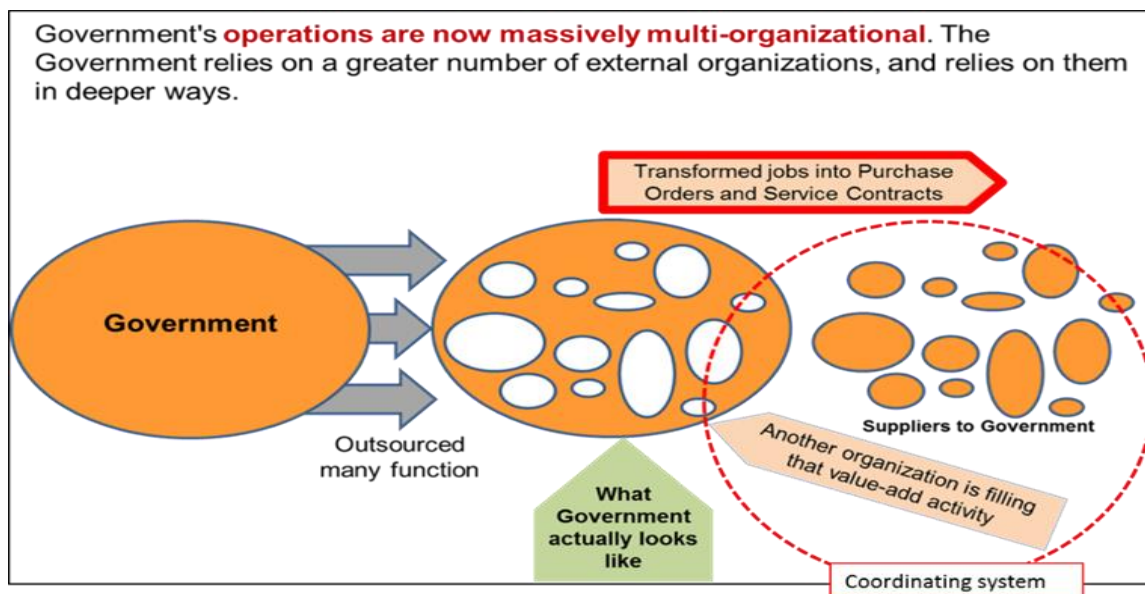 Government's operations are now massively multi-organizational. The
Government relies on a greater number of external organizations, and relies on them
in deeper ways.
Transformed jobs into Purchase
Orders and Service Contracts
Government
Outsourced
many function
What
Government
actually looks
like
Suppliers to Government
Another organization is filling
that value-add activity
Coordinating system